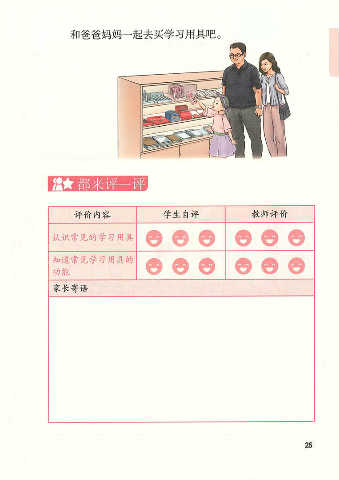 和爸爸妈妈一起去买学习用具吧。
都来评一评
评价内容 学生自评 教师评价
认识常见的学习用具
知道常见学习用具的
功能
家长寄语
25